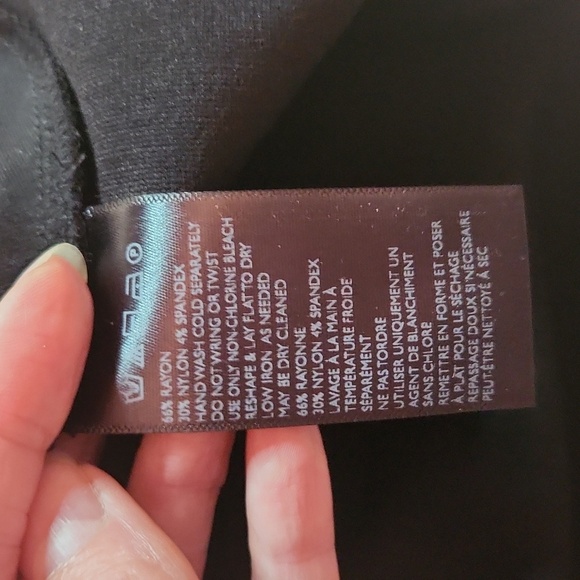 66% RAYON
30% NYLON 4% SPANDEX
HAND WASH COLD SEPARATELY
DO NOT WRING OR TWIST
USE ONLY NON-CHLORINE BLEACH
RESHAPE & LAY FLAT TO DRY
LOW IRON AS NEEDED
MAY BE DRY CLEANED
66% RAYONNE
30% NYLON 4% SPANDEX
LAVAGE À LA MAIN À
TEMPÉRATURE FROIDE
SÉPAREMENT
NE PAS TORDRE
UTILISER UNIQUEMENT UN
AGENT DE BLANCHIMENT
SANS CHLORE
REMETTRE EN FORME ET POSER
À PLAT POUR LE SÉCHAGE
REPASSAGE DOUX SI NÉCESSAIRE
PEUT-ÊTRE NETTOYÉ À SEC